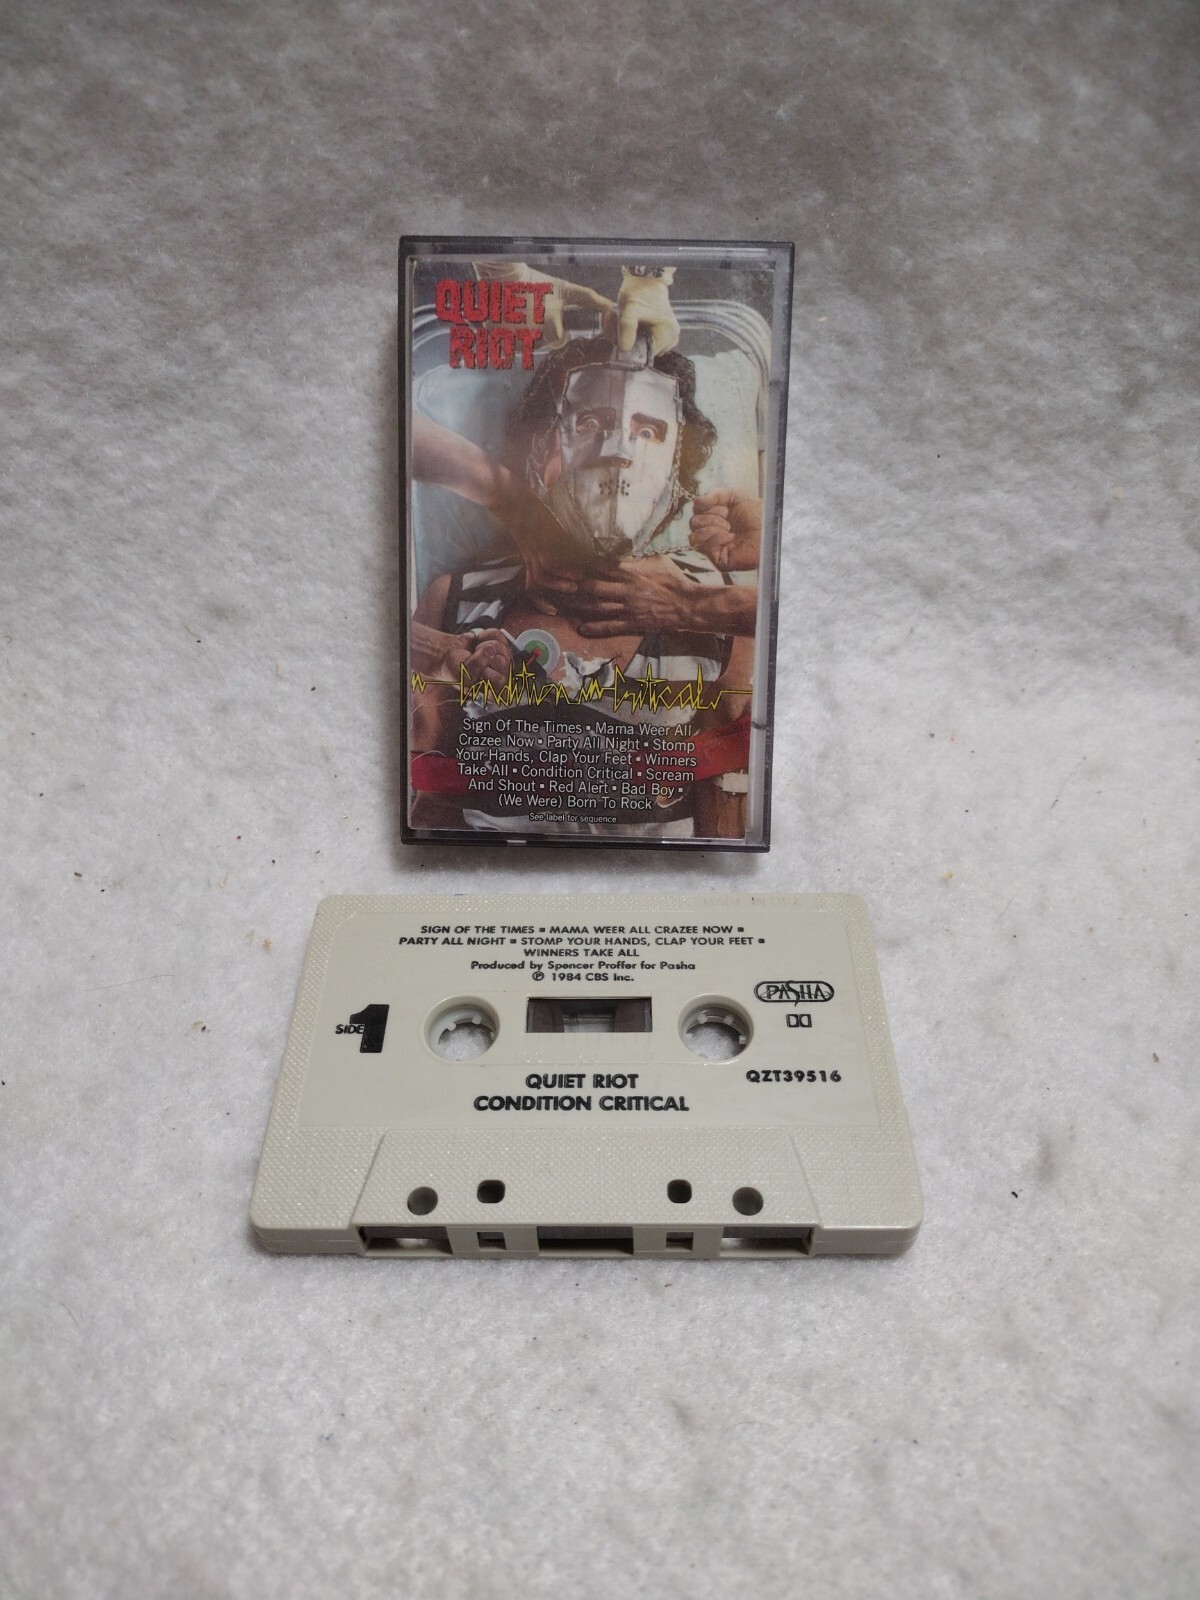 QUIET
RIOT
Condition Critical
Sign Of The Times ▪ Mama Weer All
Crazee Now ▪ Party All Night ▪ Stomp
Your Hands, Clap Your Feet ▪ Winners
Take All ▪ Condition Critical ▪ Scream
And Shout ▪ Red Alert ▪ Bad Boy ▪
(We Were) Born To Rock
See label for sequence
SIGN OF THE TIMES ▪ MAMA WEER ALL CRAZEE NOW ▪
PARTY ALL NIGHT ▪ STOMP YOUR HANDS, CLAP YOUR FEET ▪
WINNERS TAKE ALL
Produced by Spencer Proffer for Pasha
℗ 1984 CBS Inc.
PASHA
SIDE 1
QZT39516
QUIET RIOT
CONDITION CRITICAL